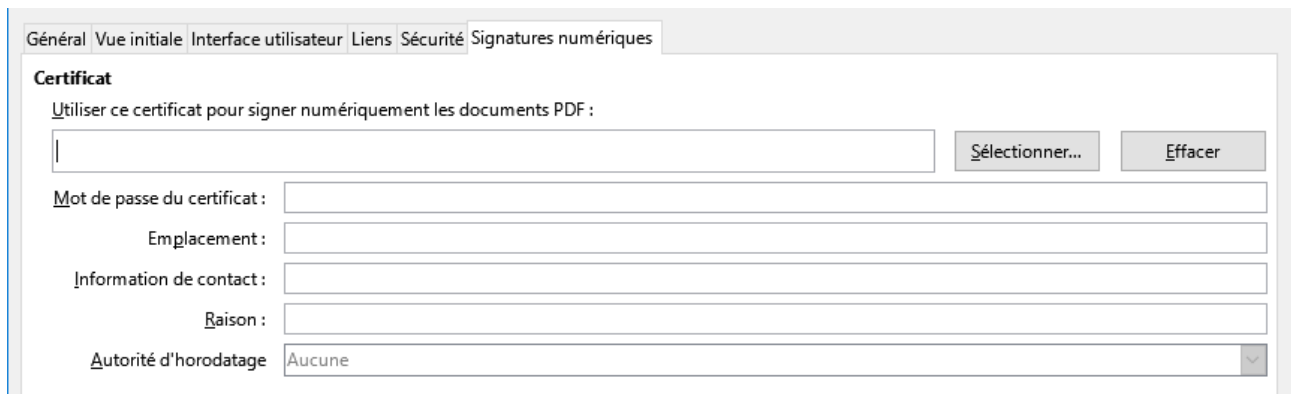 Général Vue initiale Interface utilisateur Liens Sécurité Signatures numériques
Certificat
Utiliser ce certificat pour signer numériquement les documents PDF :
Sélectionner... Effacer
Mot de passe du certificat :
Emplacement :
Information de contact :
Raison :
Autorité d'horodatage Aucune